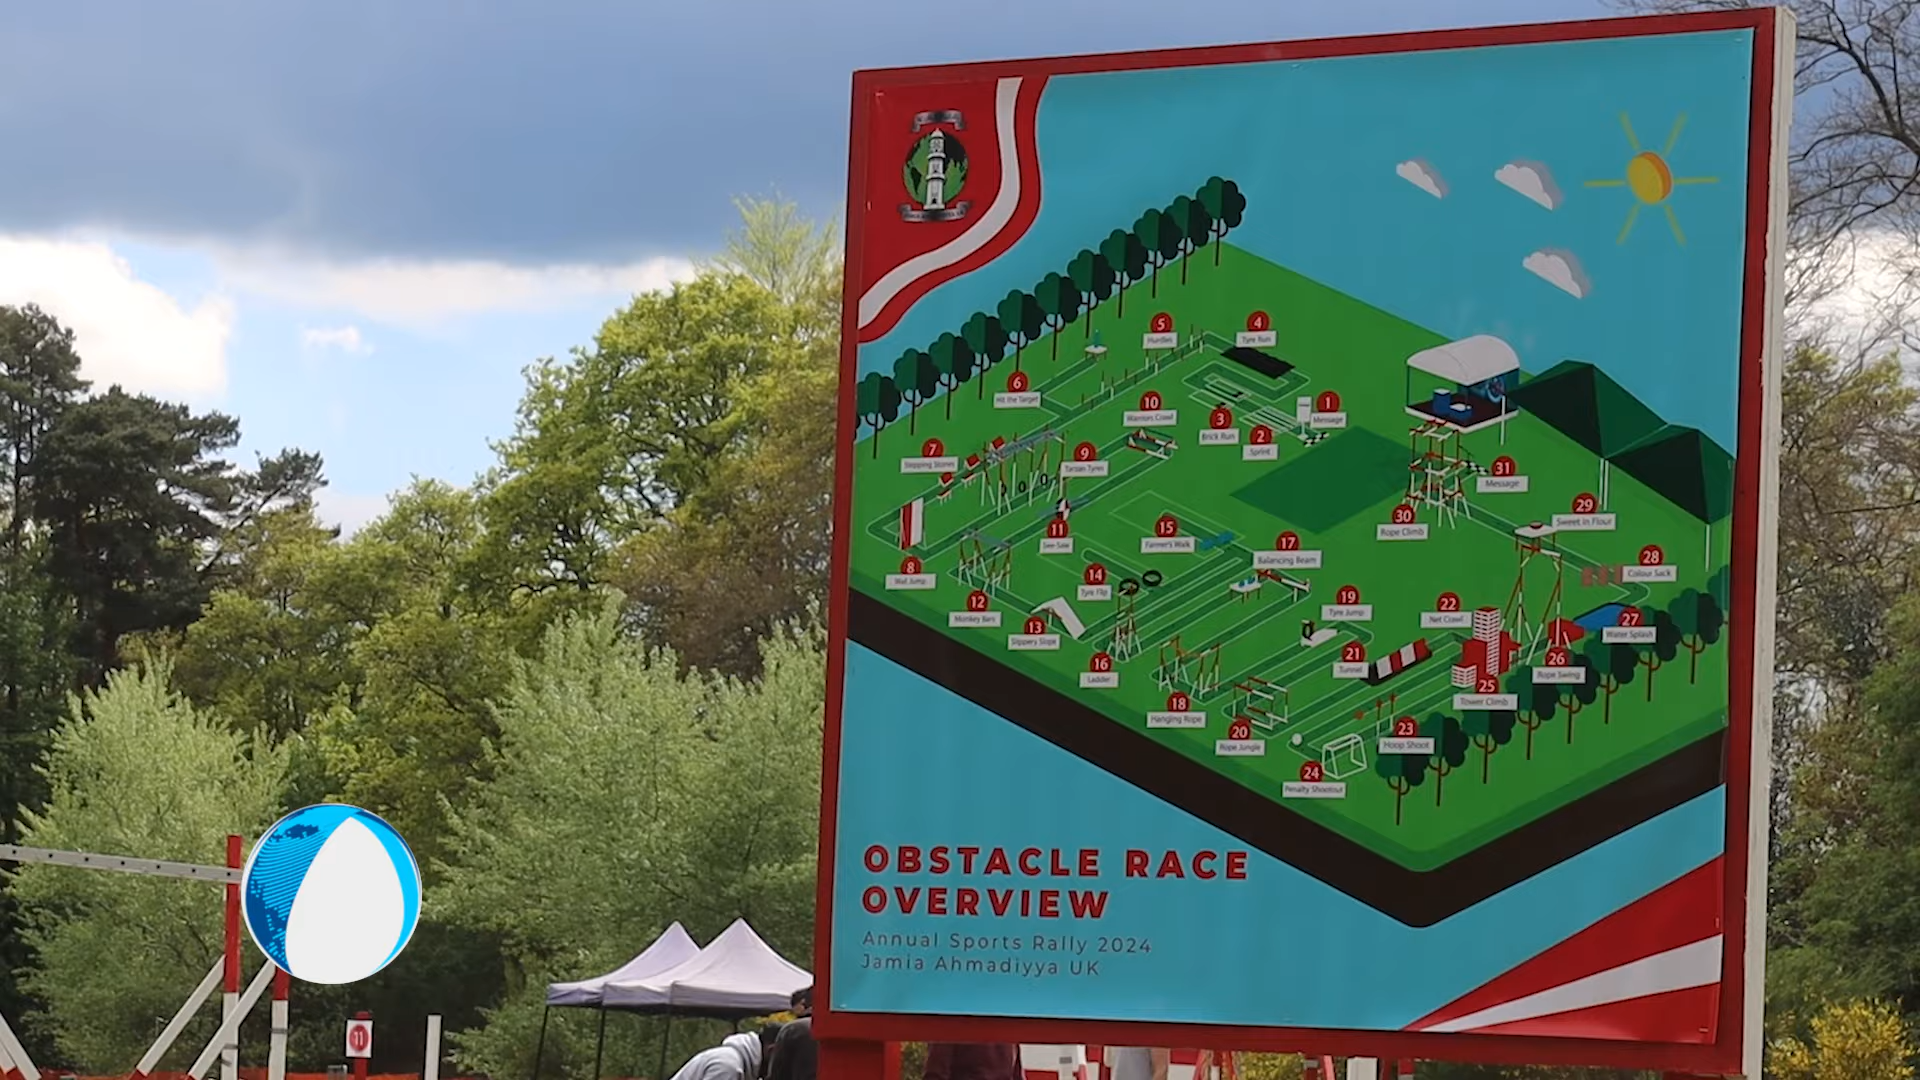 5
Hurdles
4
Tyre Run
6
Hit the Target
10
Warriors Crawl
3
Brick Run
1
Message
2
Sprint
7
Stepping Stones
9
Tarzan Tyres
31
Message
30
Rope Climb
29
Sweet in Flour
11
See-Saw
15
Farmer's Walk
17
Balancing Beam
28
Colour Sack
8
Wall Jump
14
Tyre Flip
12
Monkey Bars
13
Slippery Slope
19
Tyre Jump
22
Net Crawl
27
Water Splash
16
Ladder
21
Tunnel
26
Rope Swing
25
Tower Climb
18
Hanging Rope
20
Rope Jungle
23
Hoop Shoot
24
Penalty Shootout
OBSTACLE RACE
OVERVIEW
Annual Sports Rally 2024
Jamia Ahmadiyya UK
11